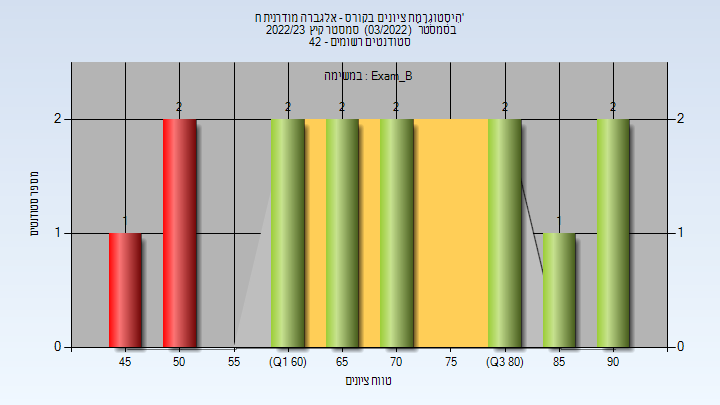 היסטוגרמת ציונים בקורס - אלגברה מודרנית ח'
בסמסטר (03/2022) סמסטר קיץ 2022/23
סטודנטים רשומים - 42
במשימה : Exam_B
2 2 2 2 2 2
2 2
1 1
1 1
0 0
מספר סטודנטים
45 50 55 (Q1 60) 65 70 75 (Q3 80) 85 90
טווח ציונים